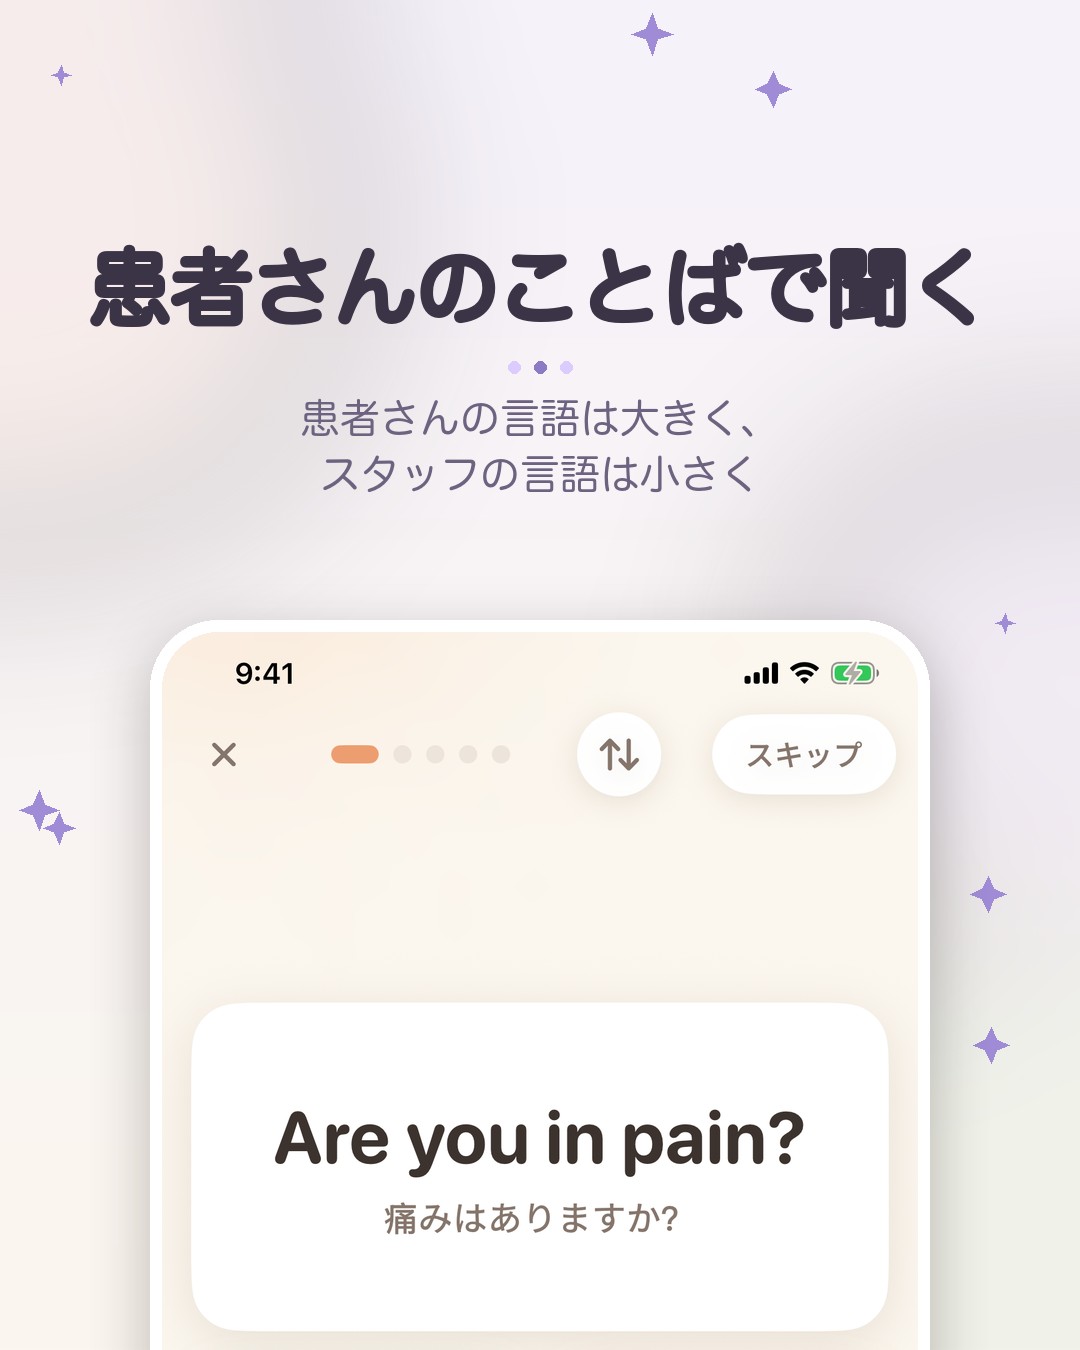 患者さんのことばで聞く
患者さんの言語は大きく、
スタッフの言語は小さく
9:41
スキップ
Are you in pain?
痛みはありますか?